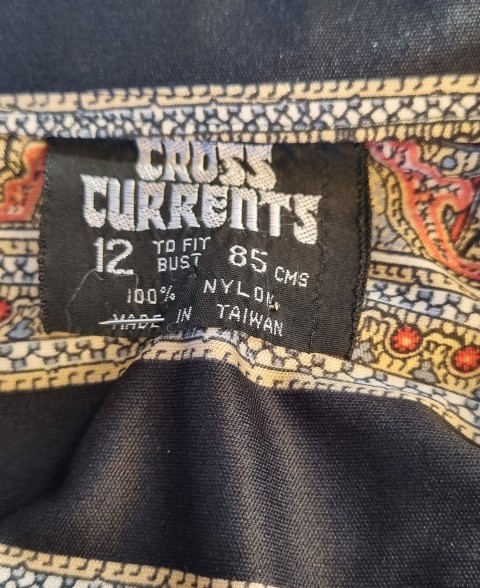 CROSS
CURRENTS
12 TO FIT BUST 85 CMS
100% NYLON
MADE IN TAIWAN